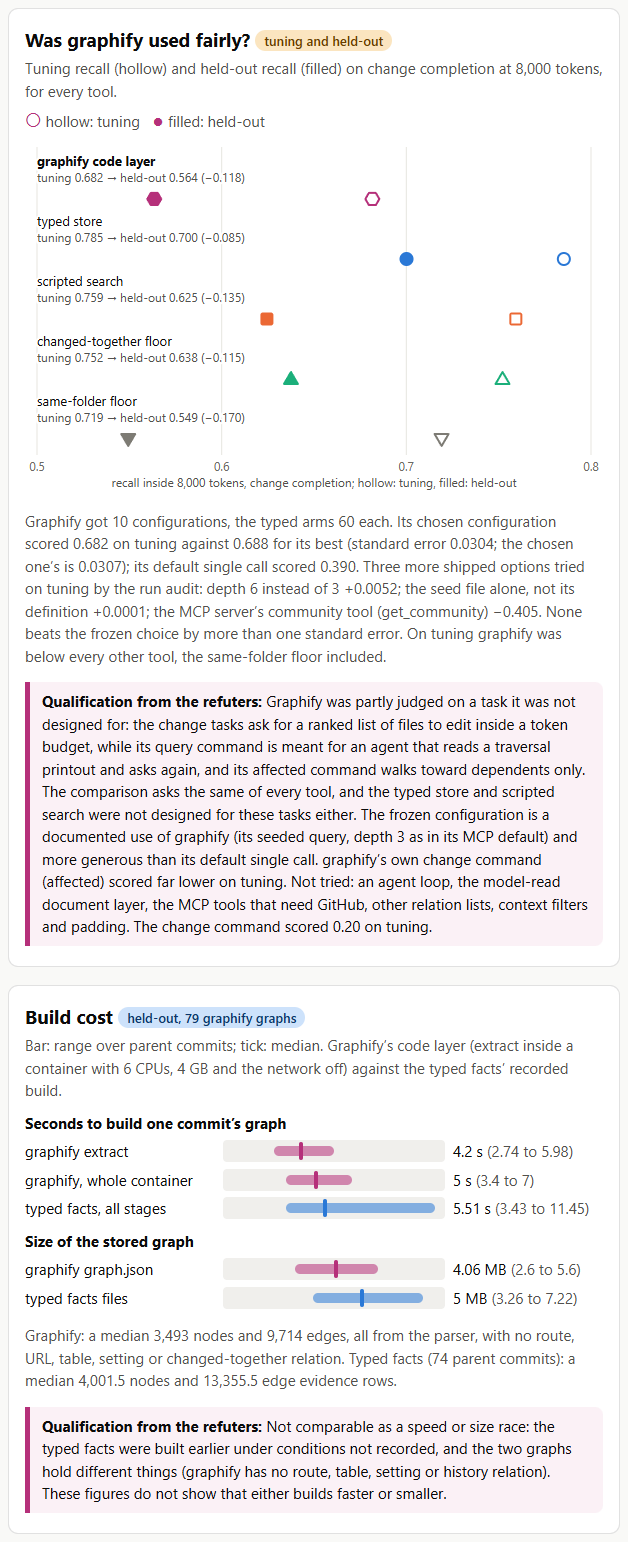 Was graphify used fairly? tuning and held-out
Tuning recall (hollow) and held-out recall (filled) on change completion at 8,000 tokens,
for every tool.
hollow: tuning filled: held-out
graphify code layer
tuning 0.682 → held-out 0.564 (−0.118)
typed store
tuning 0.785 → held-out 0.700 (−0.085)
scripted search
tuning 0.759 → held-out 0.625 (−0.135)
changed-together floor
tuning 0.752 → held-out 0.638 (−0.115)
same-folder floor
tuning 0.719 → held-out 0.549 (−0.170)
0.5 0.6 0.7 0.8
recall inside 8,000 tokens, change completion; hollow: tuning, filled: held-out
Graphify got 10 configurations, the typed arms 60 each. Its chosen configuration
scored 0.682 on tuning against 0.688 for its best (standard error 0.0304; the chosen
one's is 0.0307); its default single call scored 0.390. Three more shipped options tried
on tuning by the run audit: depth 6 instead of 3 +0.0052; the seed file alone, not its
definition +0.0001; the MCP server's community tool (get_community) −0.405. None
beats the frozen choice by more than one standard error. On tuning graphify was
below every other tool, the same-folder floor included.
Qualification from the refuters: Graphify was partly judged on a task it was not
designed for: the change tasks ask for a ranked list of files to edit inside a token
budget, while its query command is meant for an agent that reads a traversal
printout and asks again, and its affected command walks toward dependents only.
The comparison asks the same of every tool, and the typed store and scripted
search were not designed for these tasks either. The frozen configuration is a
documented use of graphify (its seeded query, depth 3 as in its MCP default) and
more generous than its default single call. graphify's own change command
(affected) scored far lower on tuning. Not tried: an agent loop, the model-read
document layer, the MCP tools that need GitHub, other relation lists, context filters
and padding. The change command scored 0.20 on tuning.
Build cost held-out, 79 graphify graphs
Bar: range over parent commits; tick: median. Graphify's code layer (extract inside a
container with 6 CPUs, 4 GB and the network off) against the typed facts' recorded
build.
Seconds to build one commit's graph
graphify extract 4.2 s (2.74 to 5.98)
graphify, whole container 5 s (3.4 to 7)
typed facts, all stages 5.51 s (3.43 to 11.45)
Size of the stored graph
graphify graph.json 4.06 MB (2.6 to 5.6)
typed facts files 5 MB (3.26 to 7.22)
Graphify: a median 3,493 nodes and 9,714 edges, all from the parser, with no route,
URL, table, setting or changed-together relation. Typed facts (74 parent commits): a
median 4,001.5 nodes and 13,355.5 edge evidence rows.
Qualification from the refuters: Not comparable as a speed or size race: the
typed facts were built earlier under conditions not recorded, and the two graphs
hold different things (graphify has no route, table, setting or history relation).
These figures do not show that either builds faster or smaller.